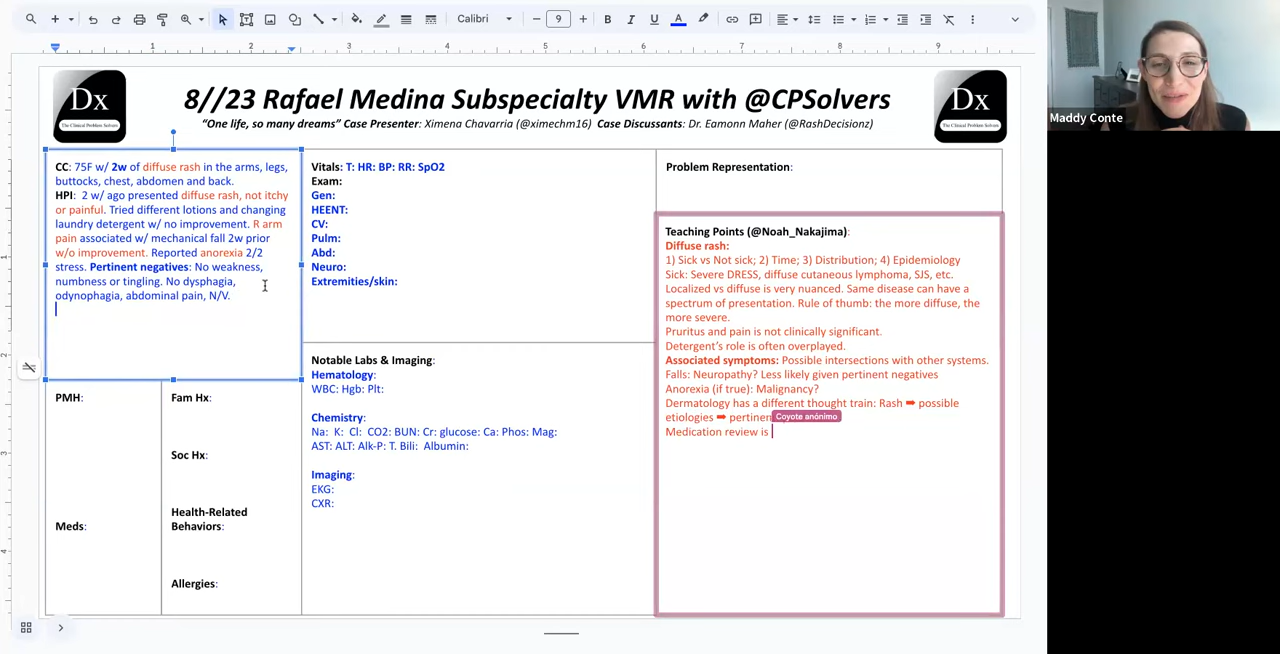 Calibri
9
1 2 3 4 5 6 7 8 9
Dx
The Clinical Problem Solvers
8//23 Rafael Medina Subspecialty VMR with @CPSolvers
“One life, so many dreams” Case Presenter: Ximena Chavarria (@ximechm16) Case Discussants: Dr. Eamonn Maher (@RashDecisionz)
Dx
The Clinical Problem Solvers
CC: 75F w/ 2w of diffuse rash in the arms, legs,
buttocks, chest, abdomen and back.
HPI: 2 w/ ago presented diffuse rash, not itchy
or painful. Tried different lotions and changing
laundry detergent w/ no improvement. R arm
pain associated w/ mechanical fall 2w prior
w/o improvement. Reported anorexia 2/2
stress. Pertinent negatives: No weakness,
numbness or tingling. No dysphagia,
odynophagia, abdominal pain, N/V.
PMH:
Meds:
Fam Hx:
Soc Hx:
Health-Related
Behaviors:
Allergies:
Vitals: T: HR: BP: RR: SpO2
Exam:
Gen:
HEENT:
CV:
Pulm:
Abd:
Neuro:
Extremities/skin:
Notable Labs & Imaging:
Hematology:
WBC: Hgb: Plt:
Chemistry:
Na: K: Cl: CO2: BUN: Cr: glucose: Ca: Phos: Mag:
AST: ALT: Alk-P: T. Bili: Albumin:
Imaging:
EKG:
CXR:
Problem Representation:
Teaching Points (@Noah_Nakajima):
Diffuse rash:
1) Sick vs Not sick; 2) Time; 3) Distribution; 4) Epidemiology
Sick: Severe DRESS, diffuse cutaneous lymphoma, SJS, etc.
Localized vs diffuse is very nuanced. Same disease can have a
spectrum of presentation. Rule of thumb: the more diffuse, the
more severe.
Pruritus and pain is not clinically significant.
Detergent's role is often overplayed.
Associated symptoms: Possible intersections with other systems.
Falls: Neuropathy? Less likely given pertinent negatives
Anorexia (if true): Malignancy?
Dermatology has a different thought train: Rash ➡ possible
etiologies ➡ pertinen
Coyote anónimo
Medication review is
Maddy Conte